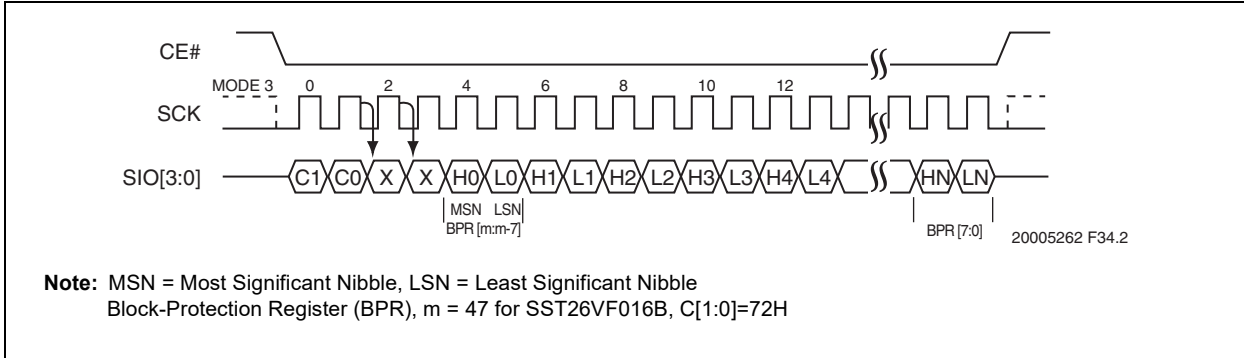 CE#
MODE 3 0 2 4 6 8 10 12
SCK
SIO[3:0] C1 C0 X X H0 L0 H1 L1 H2 L2 H3 L3 H4 L4 HN LN
MSN LSN
BPR [m:m-7] BPR [7:0]
20005262 F34.2
Note: MSN = Most Significant Nibble, LSN = Least Significant Nibble
Block-Protection Register (BPR), m = 47 for SST26VF016B, C[1:0]=72H